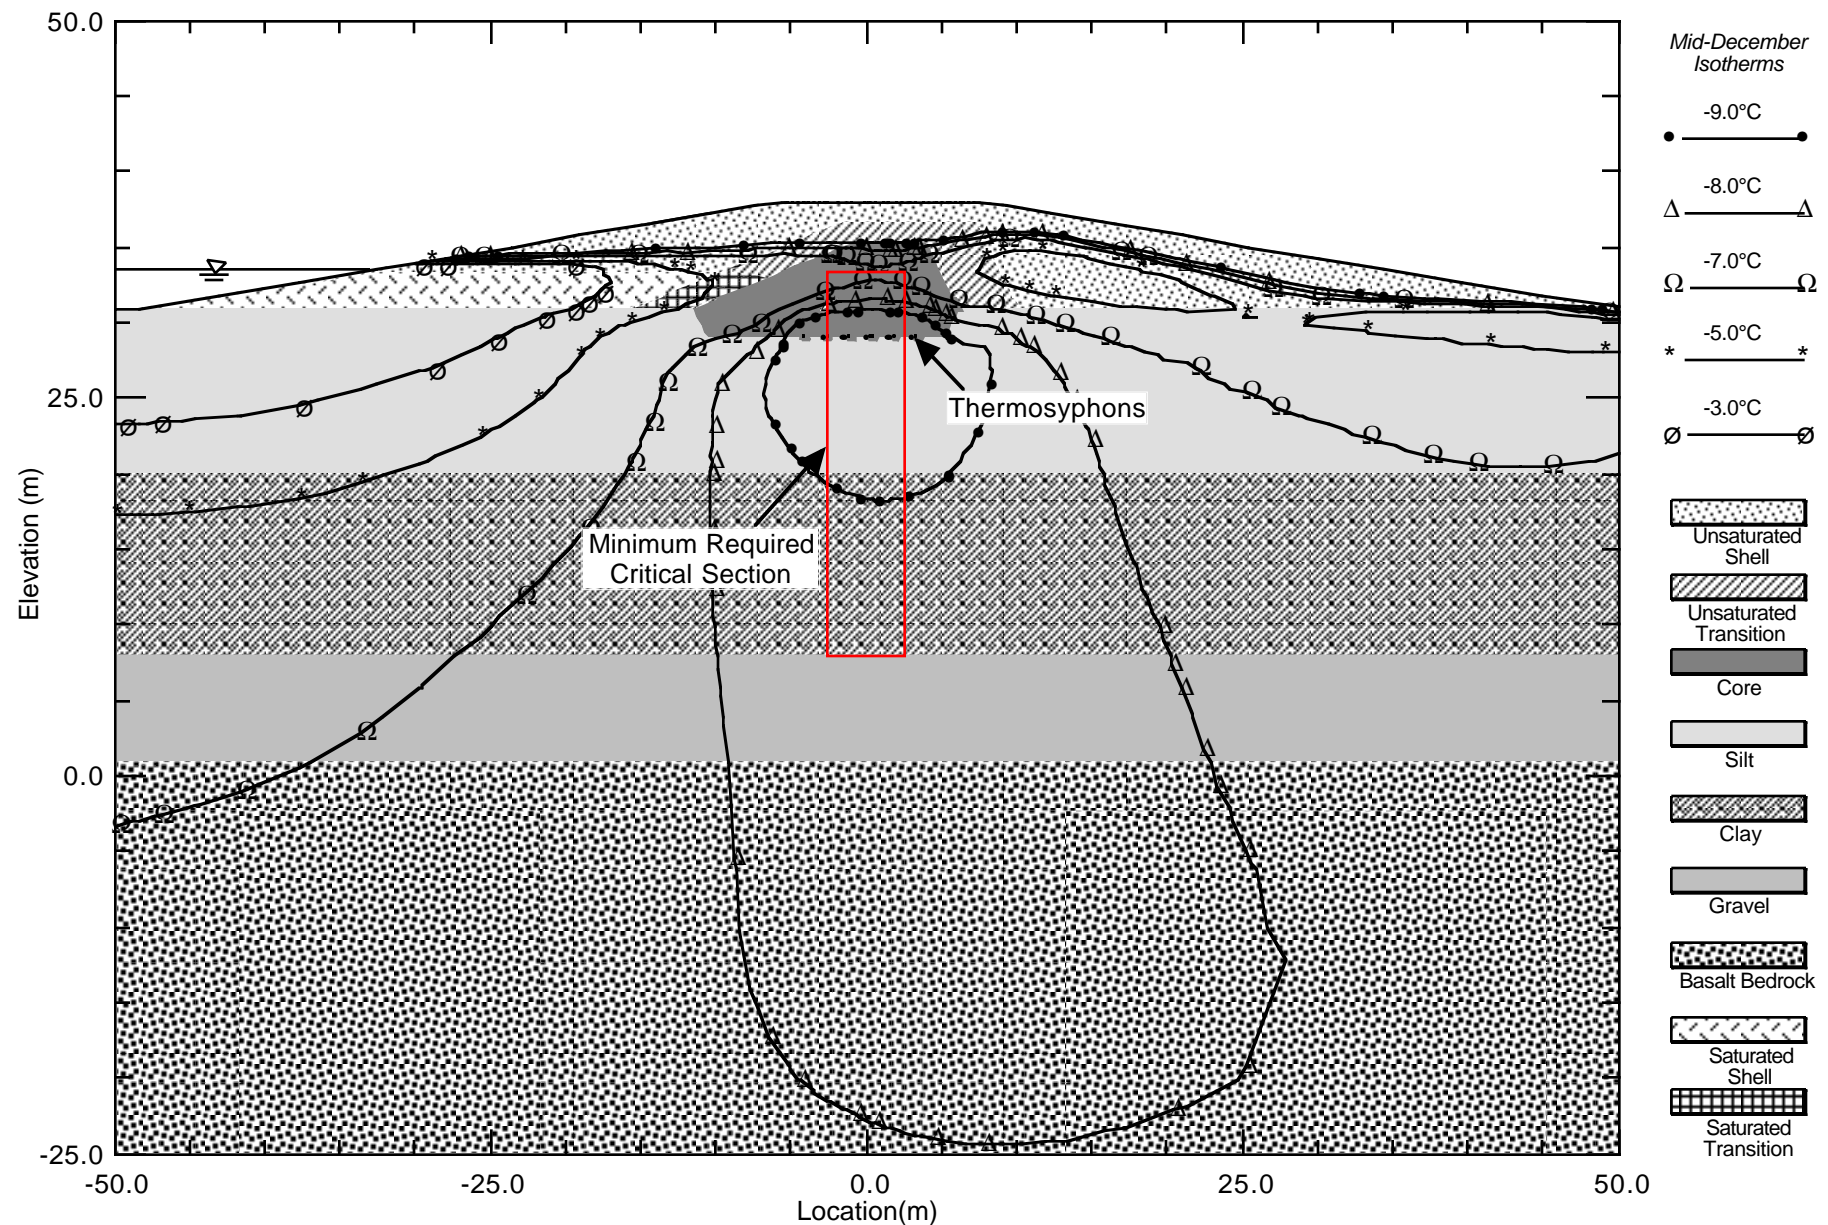 50.0
25.0
0.0
-25.0
Elevation (m)
-50.0
-25.0
0.0
25.0
50.0
Location(m)
Thermosyphons
Minimum Required
Critical Section
Mid-December
Isotherms
-9.0°C
-8.0°C
Δ Δ
-7.0°C
Ω Ω
-5.0°C
* *
-3.0°C
Ø Ø
Unsaturated
Shell
Unsaturated
Transition
Core
Silt
Clay
Gravel
Basalt Bedrock
Saturated
Shell
Saturated
Transition